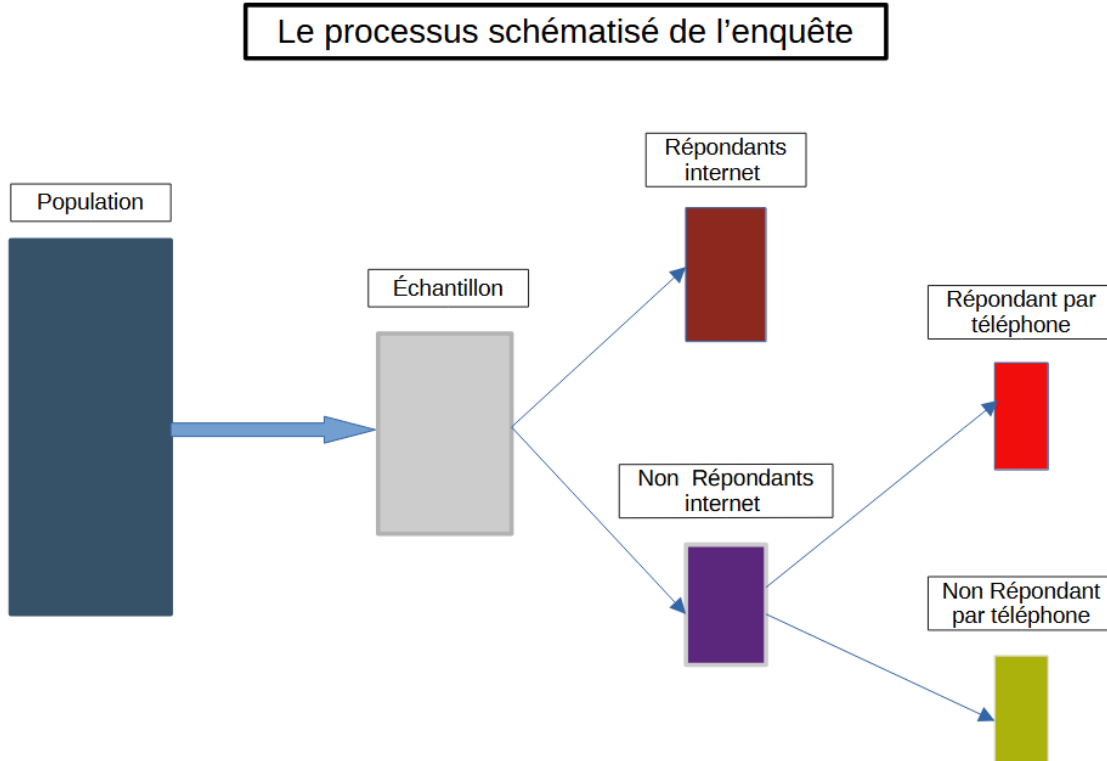 Le processus schématisé de l'enquête
Répondants
internet
Population
Échantillon
Répondant par
téléphone
Non Répondants
internet
Non Répondant
par téléphone